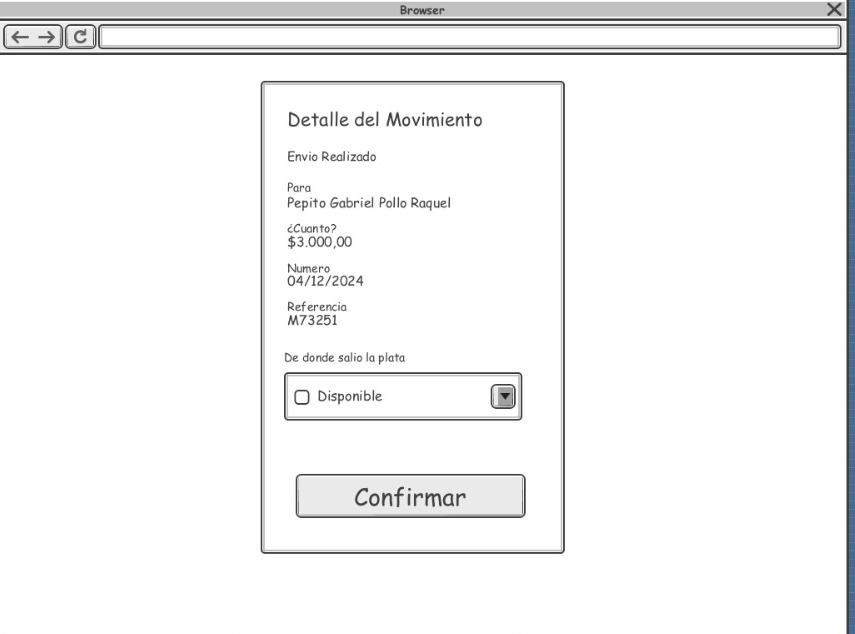 Browser
Detalle del Movimiento
Envio Realizado
Para
Pepito Gabriel Pollo Raquel
¿Cuanto?
$3.000,00
Numero
04/12/2024
Referencia
M73251
De donde salio la plata
Disponible
Confirmar